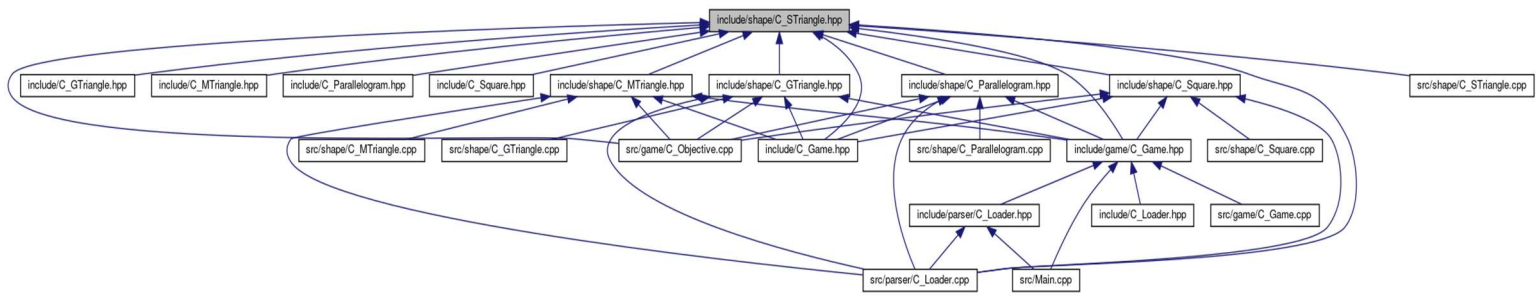 include/shape/C_STriangle.hpp
include/C_GTriangle.hpp
include/C_MTriangle.hpp
include/C_Parallelogram.hpp
include/C_Square.hpp
include/shape/C_MTriangle.hpp
include/shape/C_GTriangle.hpp
include/shape/C_Parallelogram.hpp
include/shape/C_Square.hpp
src/shape/C_STriangle.cpp
src/shape/C_MTriangle.cpp
src/shape/C_GTriangle.cpp
src/game/C_Objective.cpp
include/C_Game.hpp
src/shape/C_Parallelogram.cpp
include/game/C_Game.hpp
src/shape/C_Square.cpp
include/parser/C_Loader.hpp
include/C_Loader.hpp
src/game/C_Game.cpp
src/parser/C_Loader.cpp
src/Main.cpp